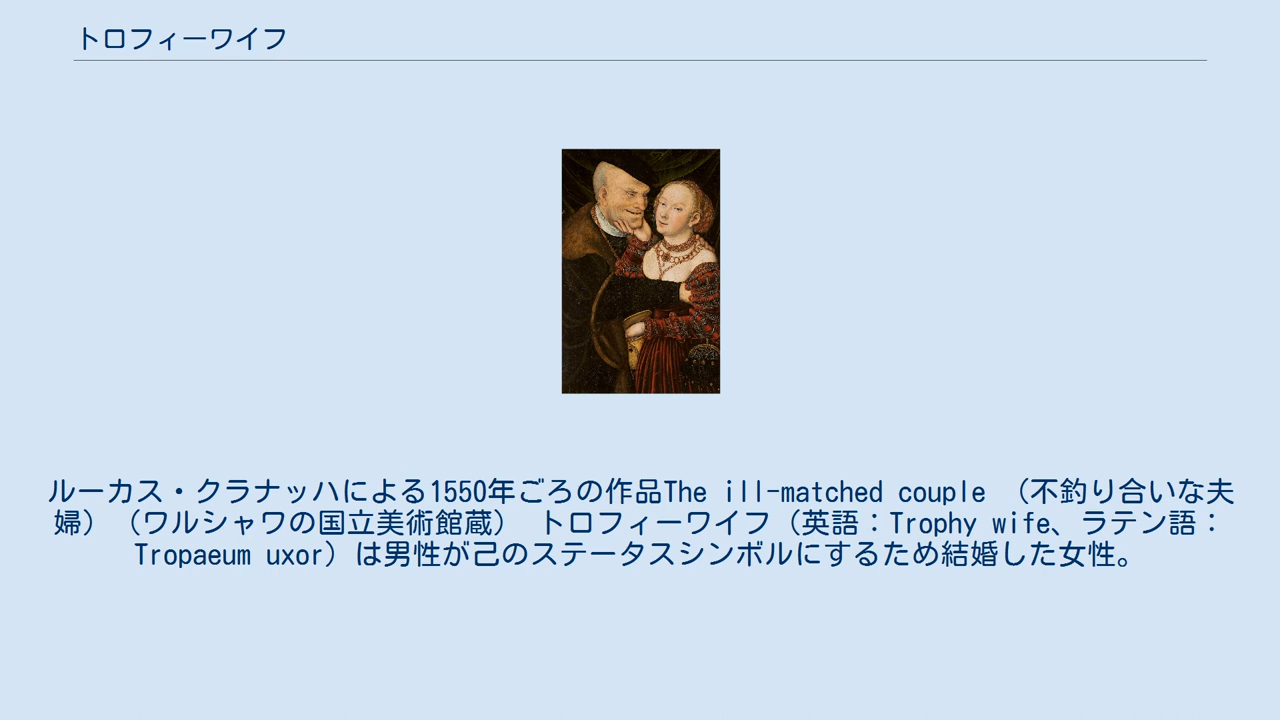 トロフィーワイフ
ルーカス・クラナッハによる1550年ごろの作品The ill-matched couple （不釣り合いな夫
婦）（ワルシャワの国立美術館蔵） トロフィーワイフ（英語：Trophy wife、ラテン語：
Tropaeum uxor）は男性が己のステータスシンボルにするため結婚した女性。